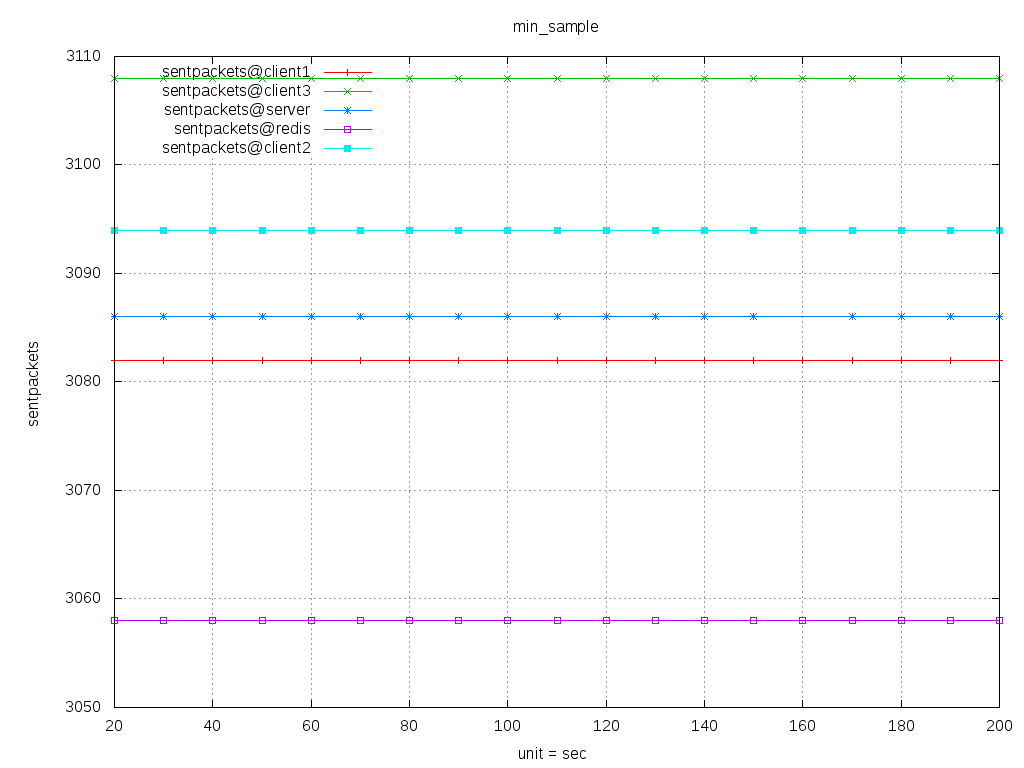 min_sample
3110
sentpackets@client1
sentpackets@client3
sentpackets@server
sentpackets@redis
sentpackets@client2
3100
3090
3080
3070
3060
3050
sentpackets
20 40 60 80 100 120 140 160 180 200
unit = sec